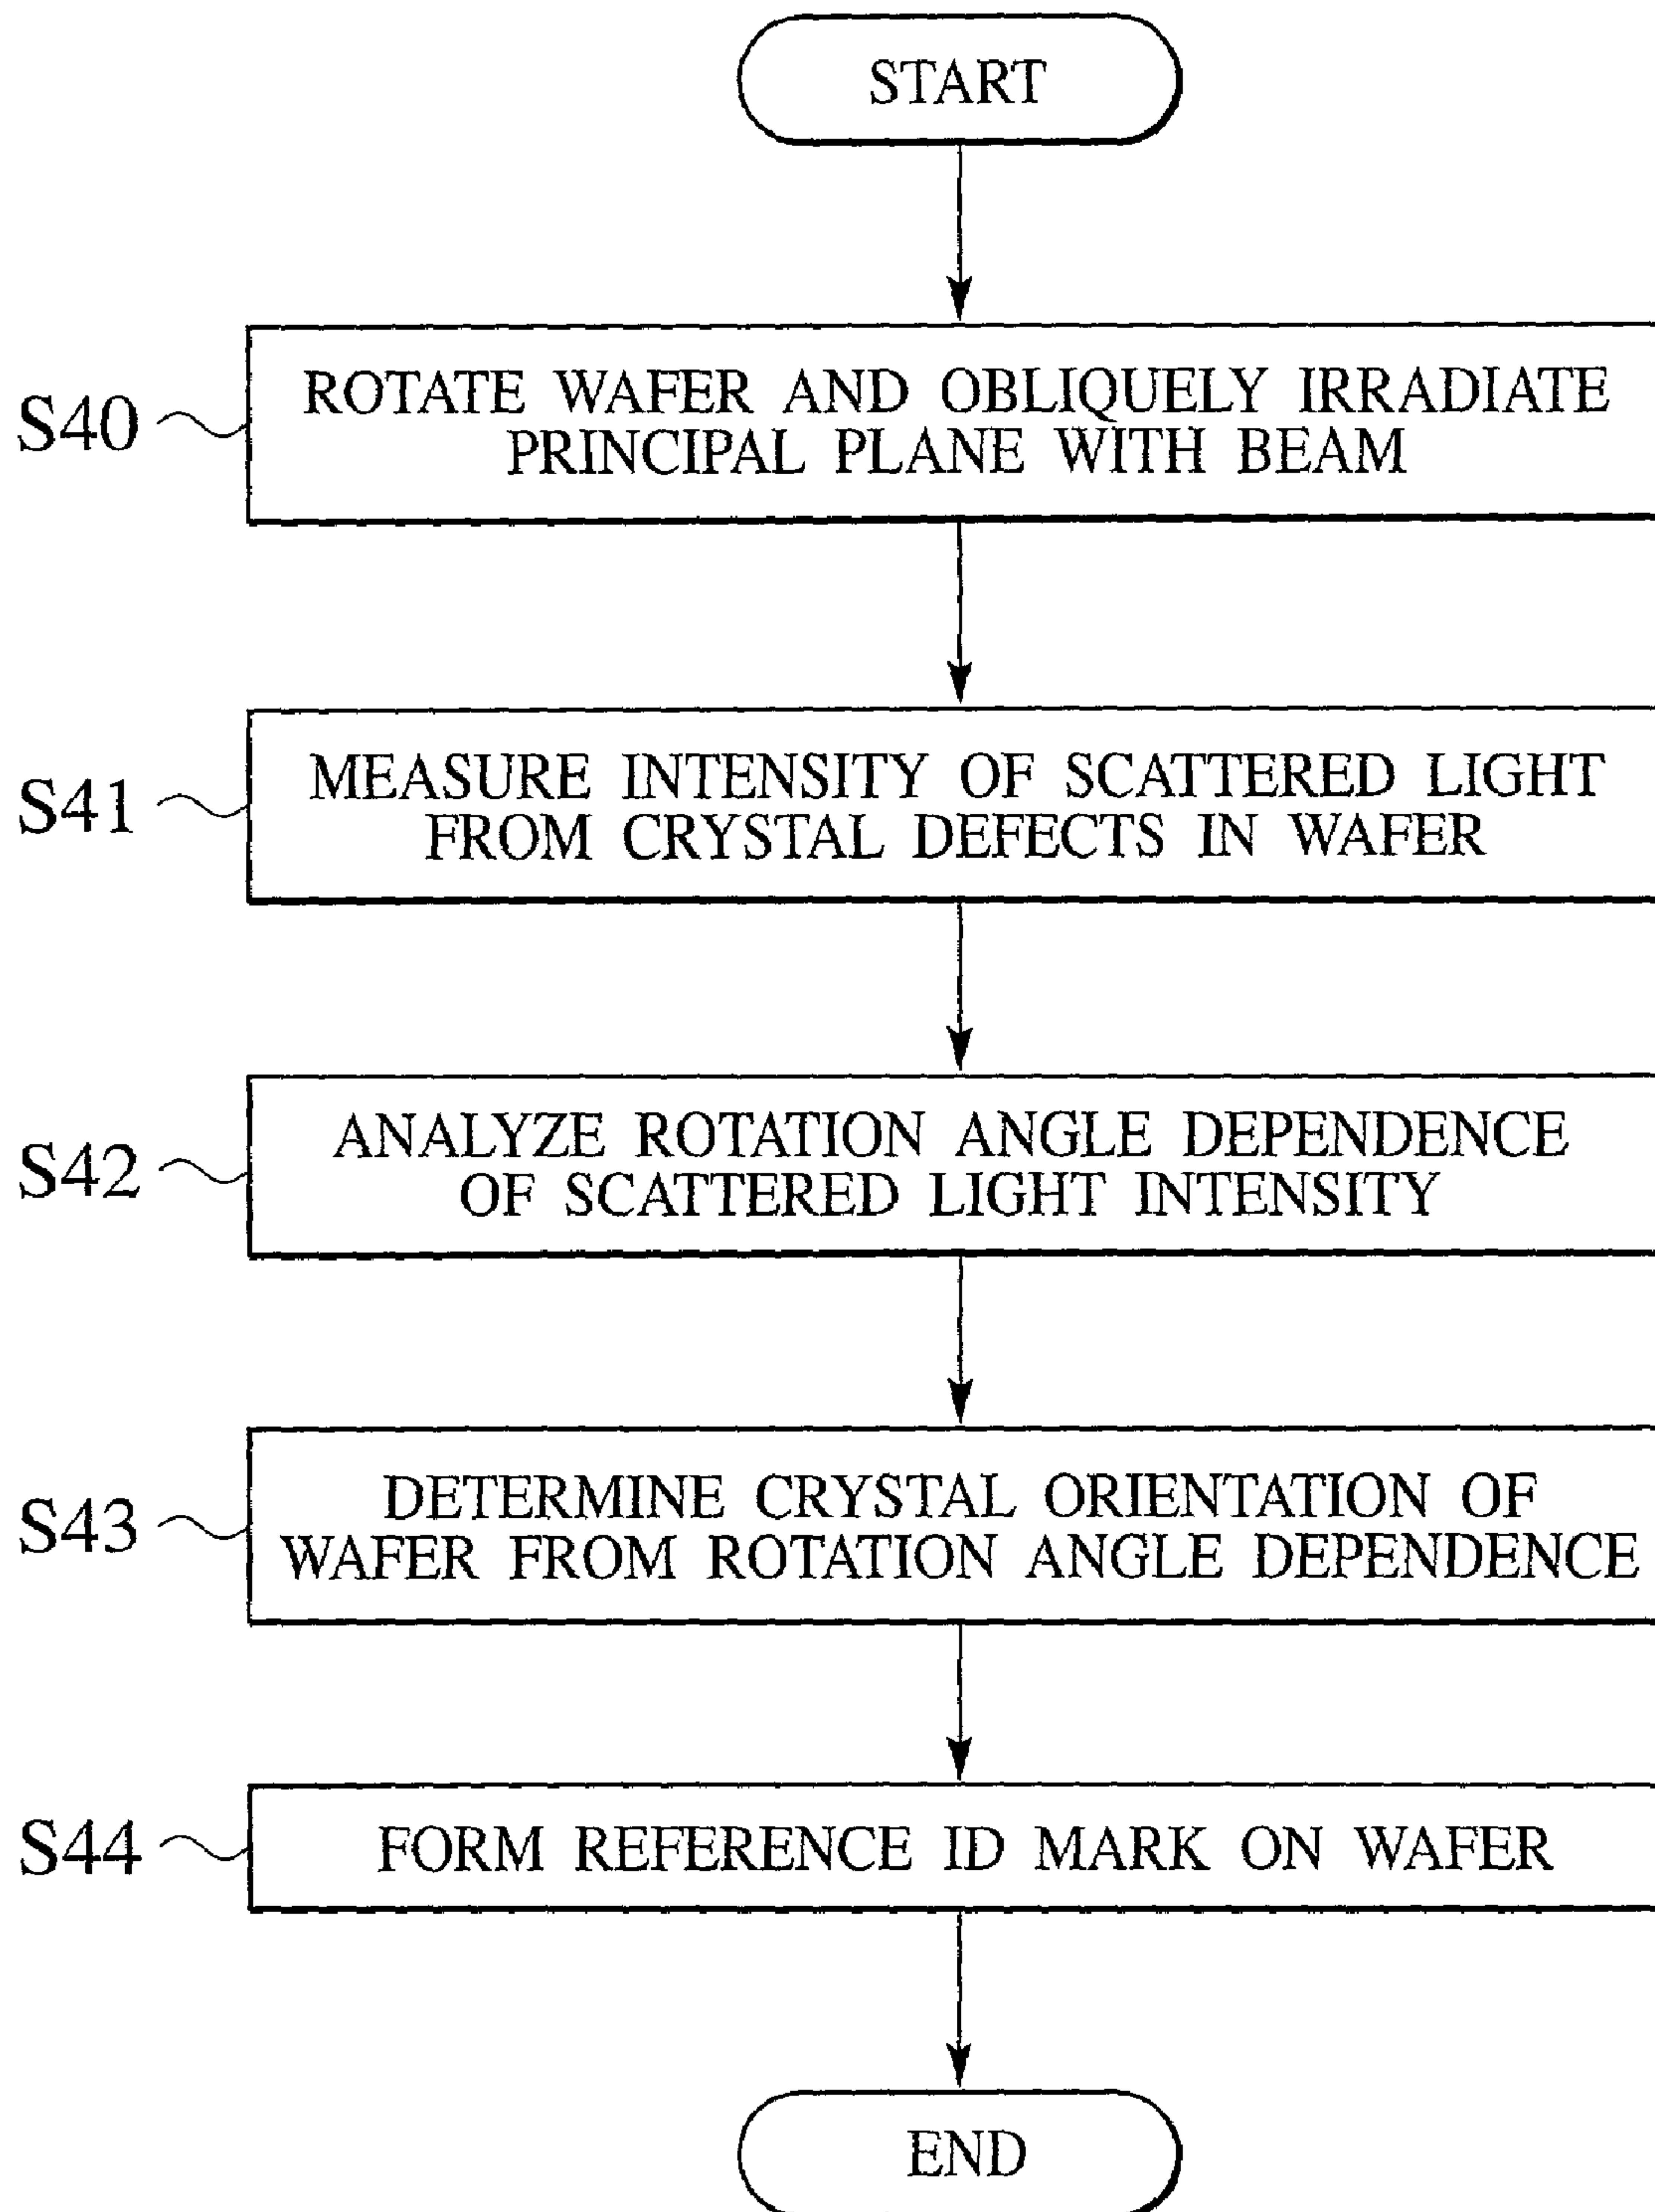 START
S40
ROTATE WAFER AND OBLIQUELY IRRADIATE
PRINCIPAL PLANE WITH BEAM
S41
MEASURE INTENSITY OF SCATTERED LIGHT
FROM CRYSTAL DEFECTS IN WAFER
S42
ANALYZE ROTATION ANGLE DEPENDENCE
OF SCATTERED LIGHT INTENSITY
S43
DETERMINE CRYSTAL ORIENTATION OF
WAFER FROM ROTATION ANGLE DEPENDENCE
S44
FORM REFERENCE ID MARK ON WAFER
END